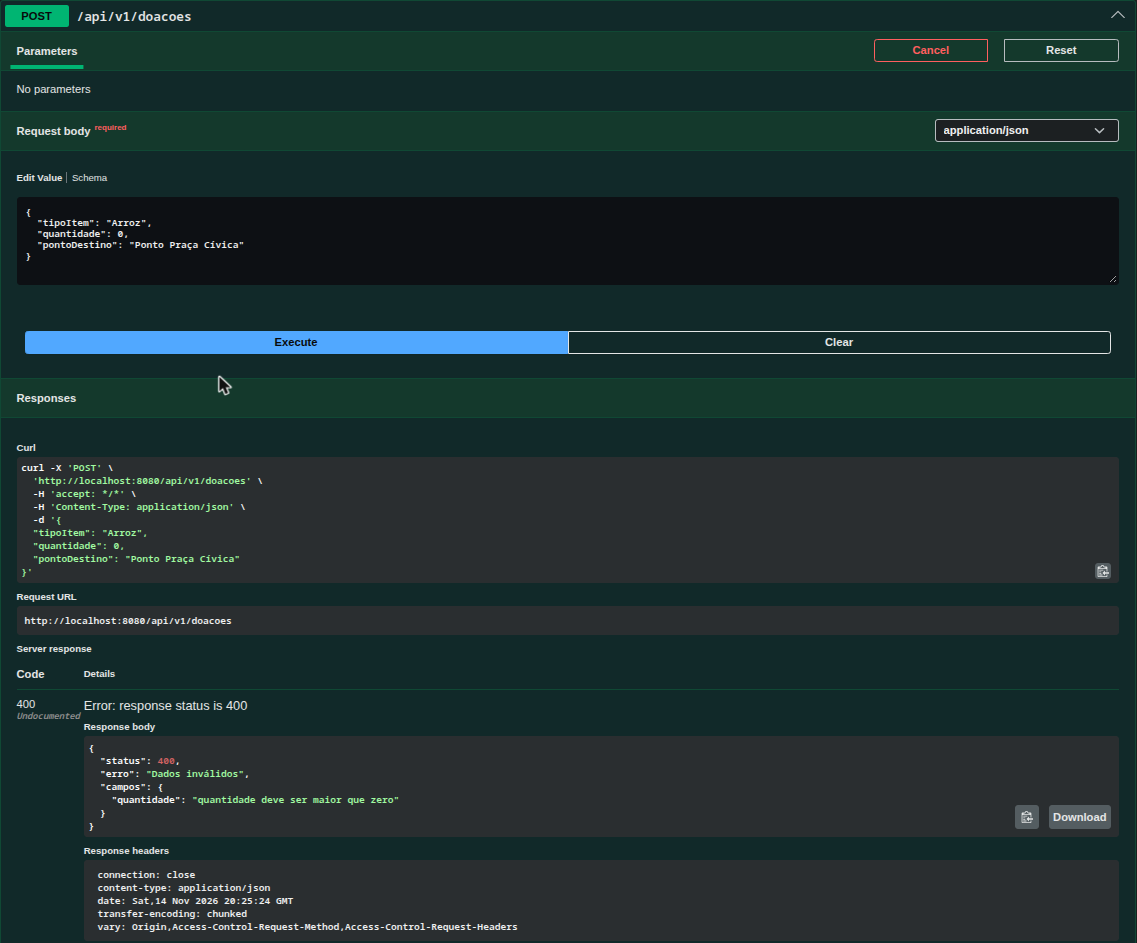 POST /api/v1/doacoes
Parameters
Cancel
Reset
No parameters
Request body required
application/json
Edit Value | Schema
{
  "tipoItem": "Arroz",
  "quantidade": 0,
  "pontoDestino": "Ponto Praça Cívica"
}
Execute
Clear
Responses
Curl
curl -X 'POST' \
  'http://localhost:8080/api/v1/doacoes' \
  -H 'accept: */*' \
  -H 'Content-Type: application/json' \
  -d '{
  "tipoItem": "Arroz",
  "quantidade": 0,
  "pontoDestino": "Ponto Praça Cívica"
}'
Request URL
http://localhost:8080/api/v1/doacoes
Server response
Code Details
400
Undocumented
Error: response status is 400
Response body
{
  "status": 400,
  "erro": "Dados inválidos",
  "campos": {
    "quantidade": "quantidade deve ser maior que zero"
  }
}
Download
Response headers
connection: close
content-type: application/json
date: Sat,14 Nov 2026 20:25:24 GMT
transfer-encoding: chunked
vary: Origin,Access-Control-Request-Method,Access-Control-Request-Headers